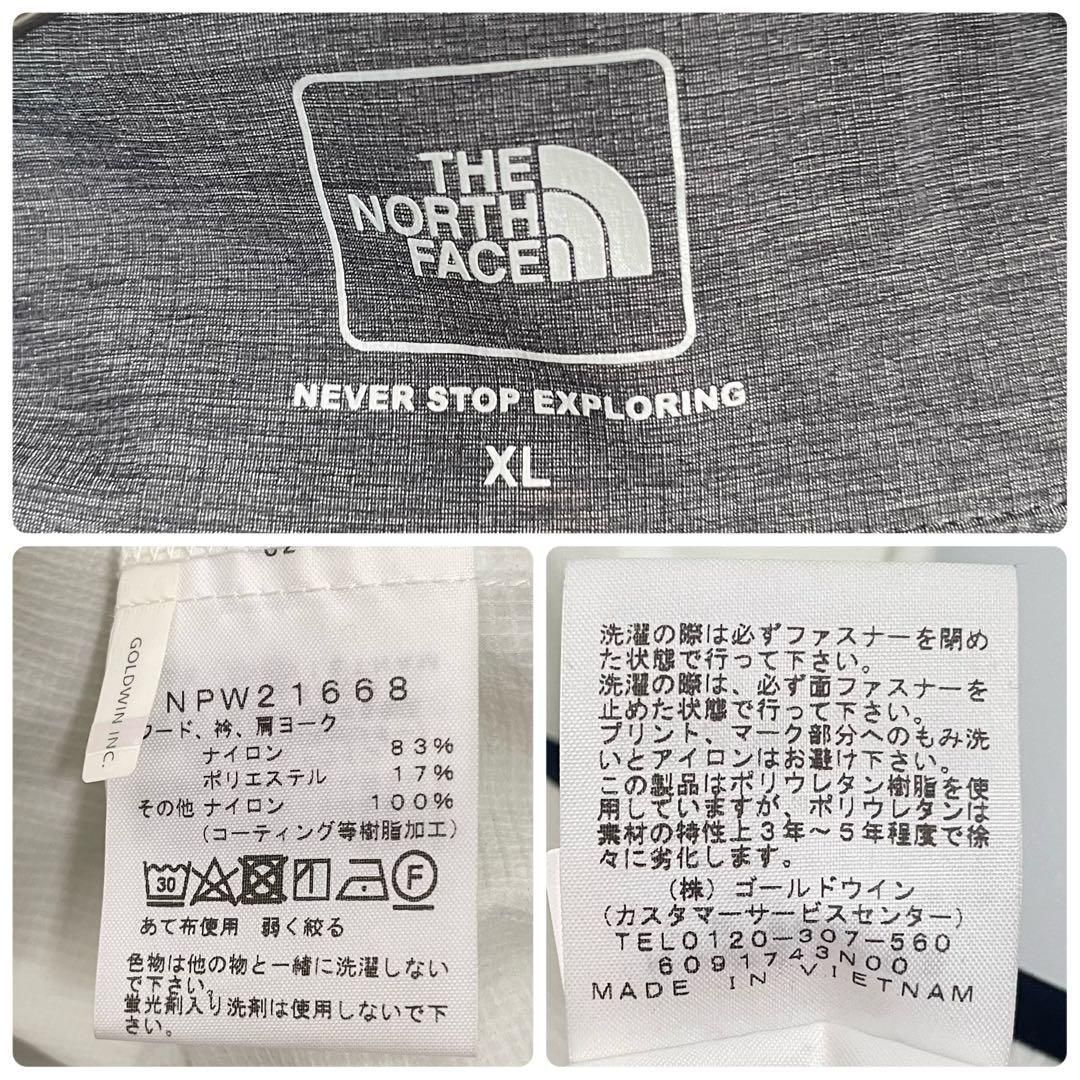 THE
NORTH
FACE
NEVER STOP EXPLORING
XL
GOLDWIN INC.
NPW21668
フード、衿、肩ヨーク
ナイロン 83%
ポリエステル 17%
その他 ナイロン 100%
(コーティング等樹脂加工)
30 F
あて布使用 弱く絞る
色物は他の物と一緒に洗濯しない
で下さい。
蛍光剤入り洗剤は使用しないで下
さい。
洗濯の際は必ずファスナーを閉め
た状態で行って下さい。
洗濯の際は、必ず面ファスナーを
止めた状態で行って下さい。
プリント、マーク部分へのもみ洗
いとアイロンはお避け下さい。
この製品はポリウレタン樹脂を使
用していますが、ポリウレタンは
素材の特性上3年～5年程度で徐
々に劣化します。
(株)ゴールドウイン
(カスタマーサービスセンター)
TEL0120-307-560
6091743N00
MADE IN VIETNAM